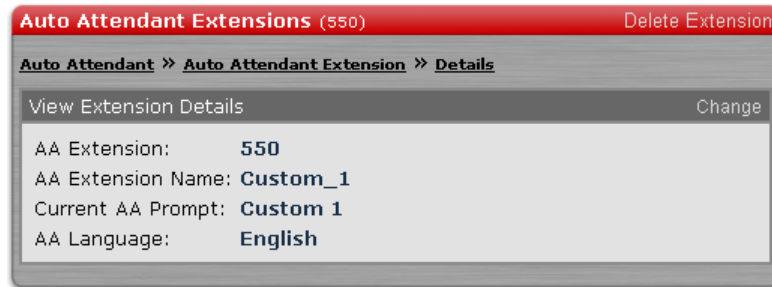 Auto Attendant Extensions (550) Delete Extension
Auto Attendant » Auto Attendant Extension » Details
View Extension Details Change
AA Extension: 550
AA Extension Name: Custom_1
Current AA Prompt: Custom 1
AA Language: English